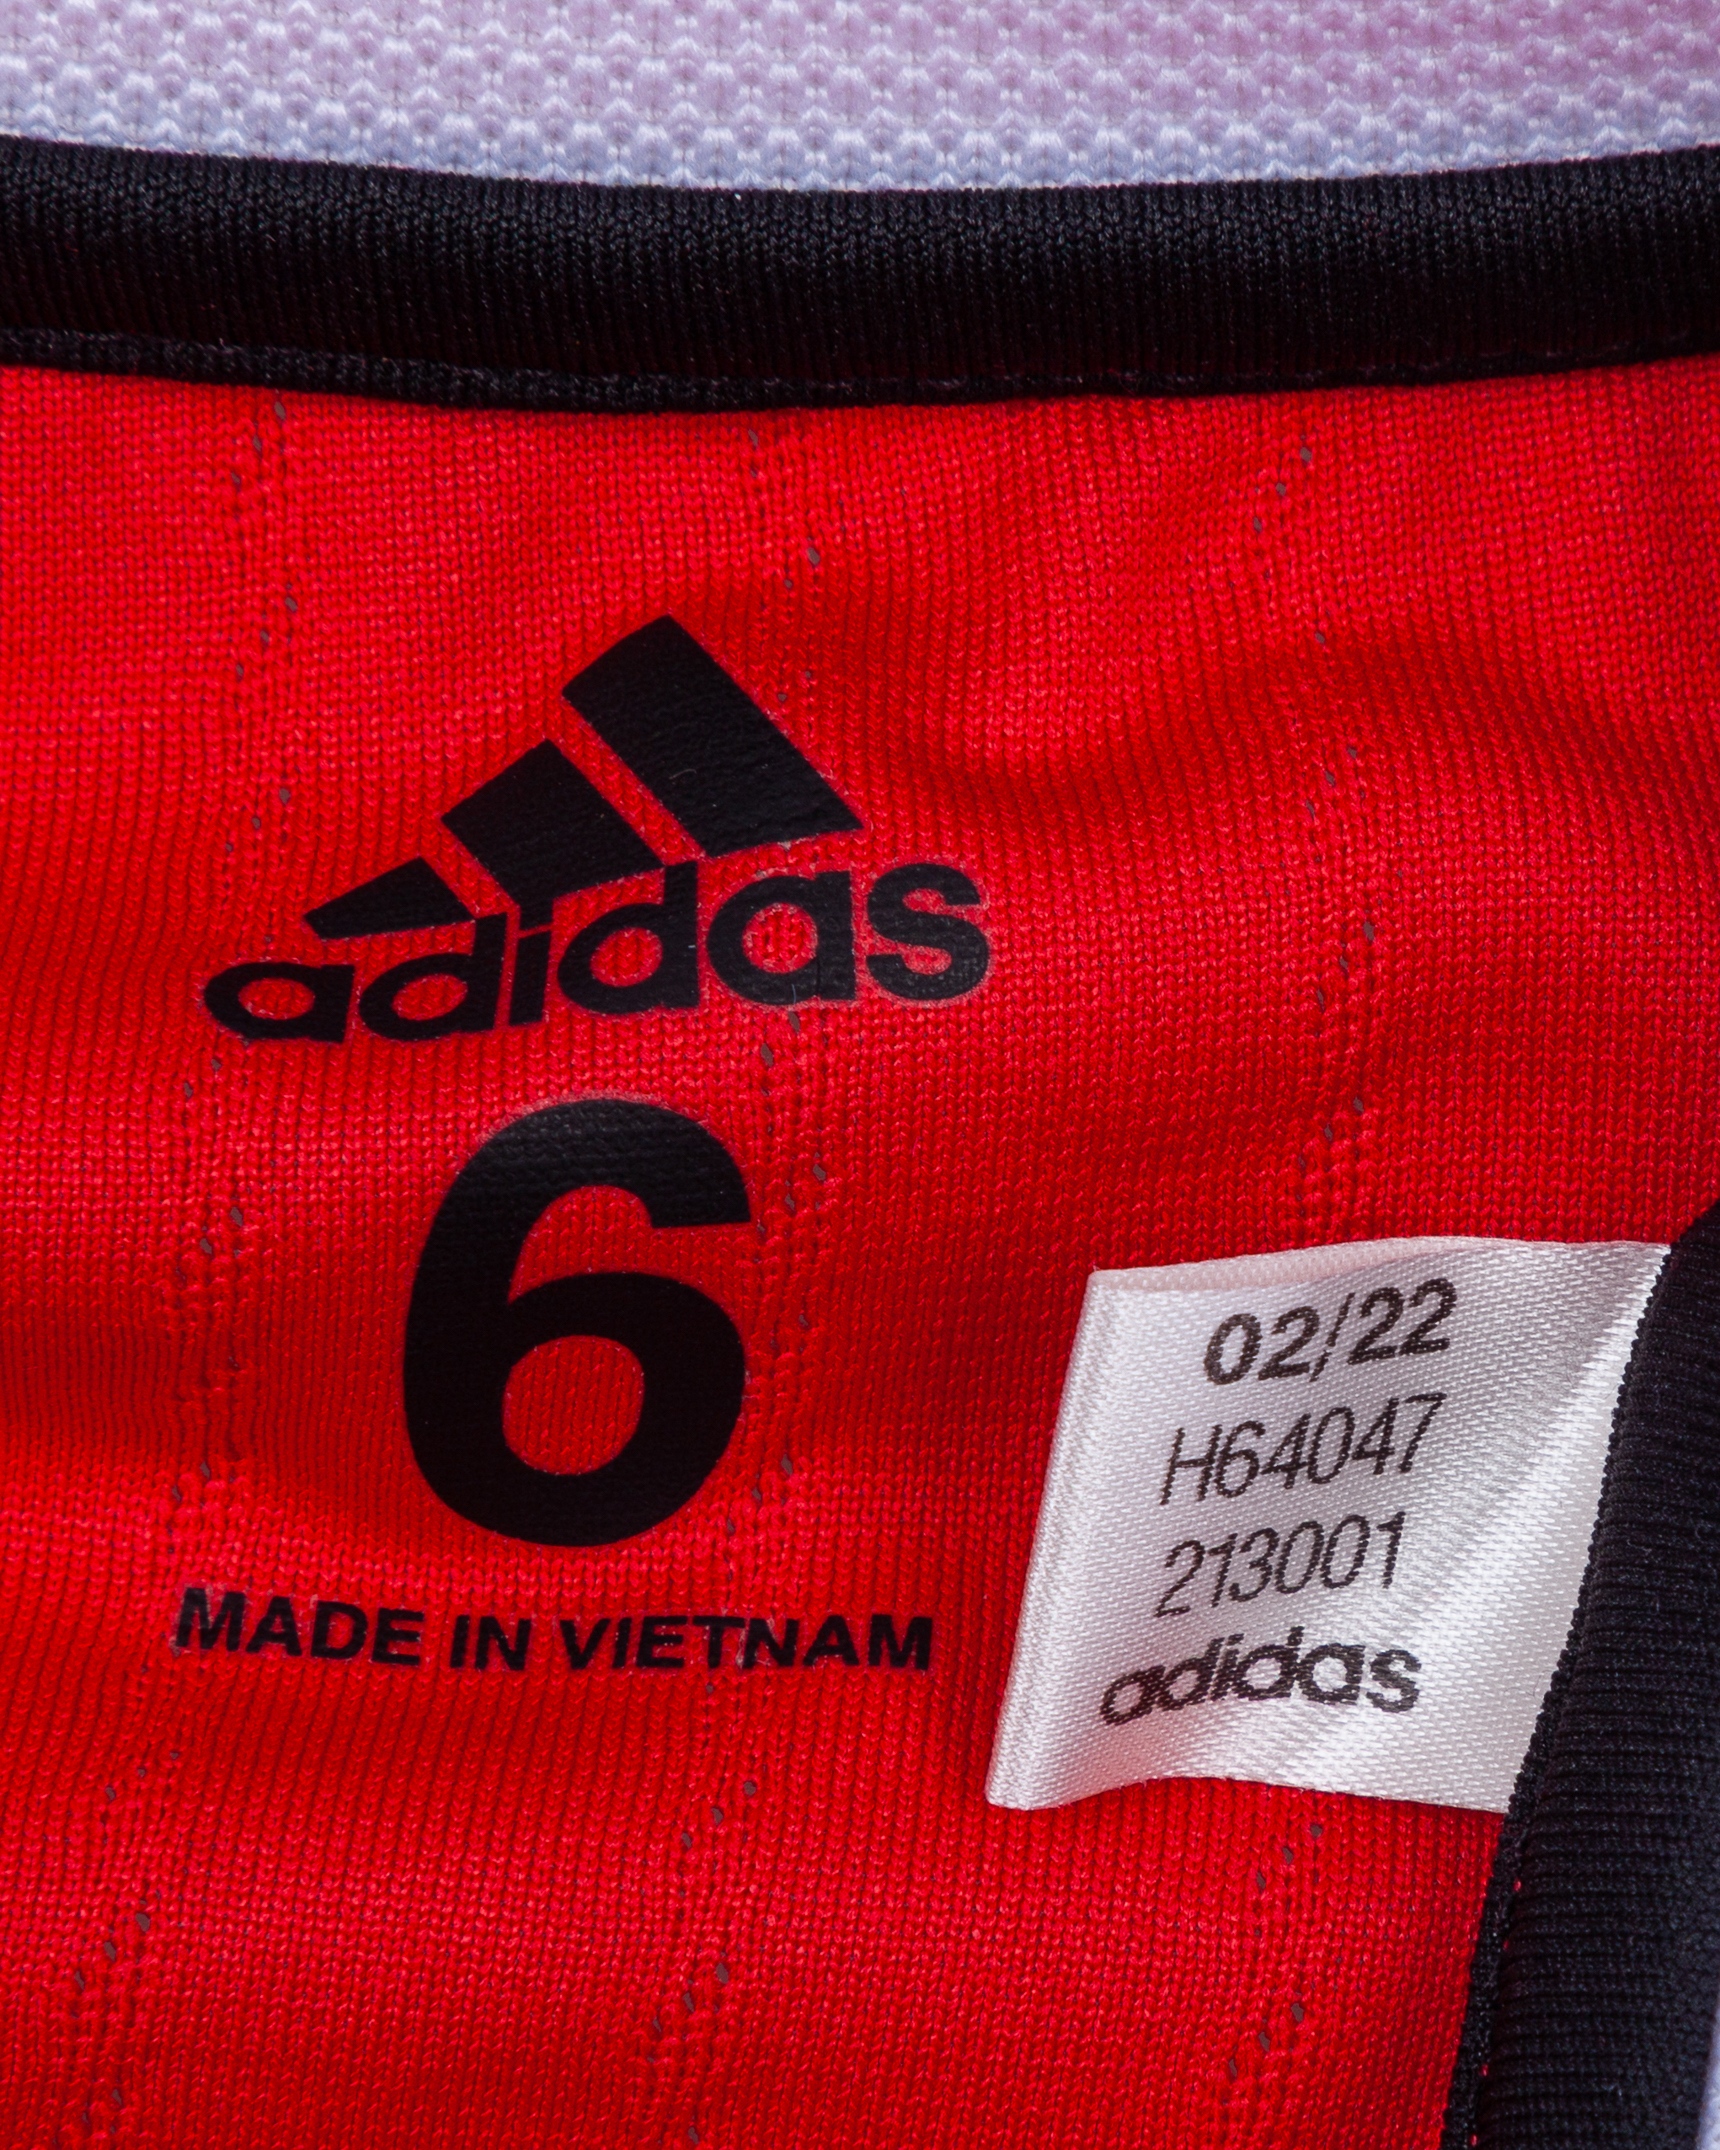 adidas
6
MADE IN VIETNAM
02/22
H64047
213001
adidas